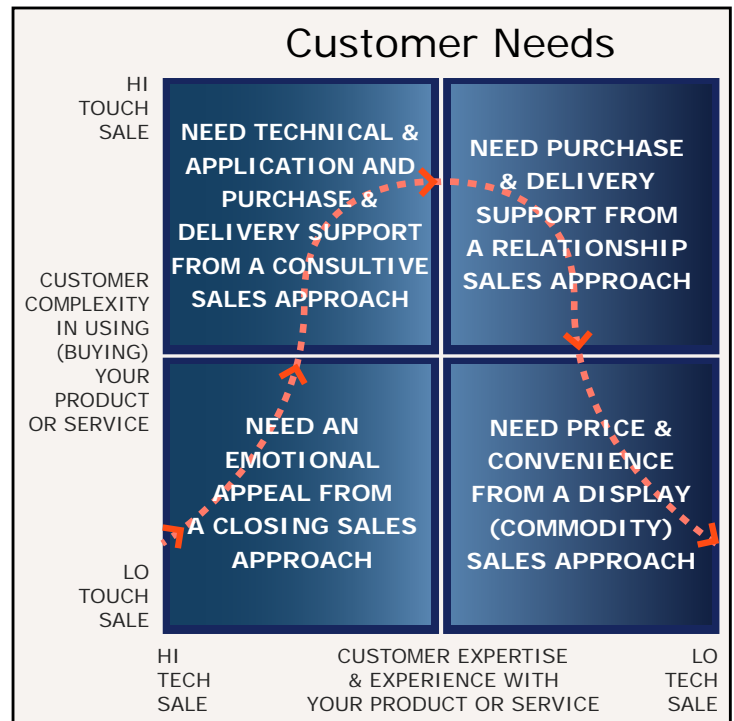 Customer Needs
HI
TOUCH
SALE
NEED TECHNICAL &
APPLICATION AND
PURCHASE &
DELIVERY SUPPORT
FROM A CONSULTIVE
SALES APPROACH
NEED PURCHASE
& DELIVERY
SUPPORT FROM
A RELATIONSHIP
SALES APPROACH
CUSTOMER
COMPLEXITY
IN USING
(BUYING)
YOUR
PRODUCT
OR SERVICE
NEED AN
EMOTIONAL
APPEAL FROM
A CLOSING SALES
APPROACH
NEED PRICE &
CONVENIENCE
FROM A DISPLAY
(COMMODITY)
SALES APPROACH
LO
TOUCH
SALE
HI
TECH
SALE
CUSTOMER EXPERTISE
& EXPERIENCE WITH
YOUR PRODUCT OR SERVICE
LO
TECH
SALE